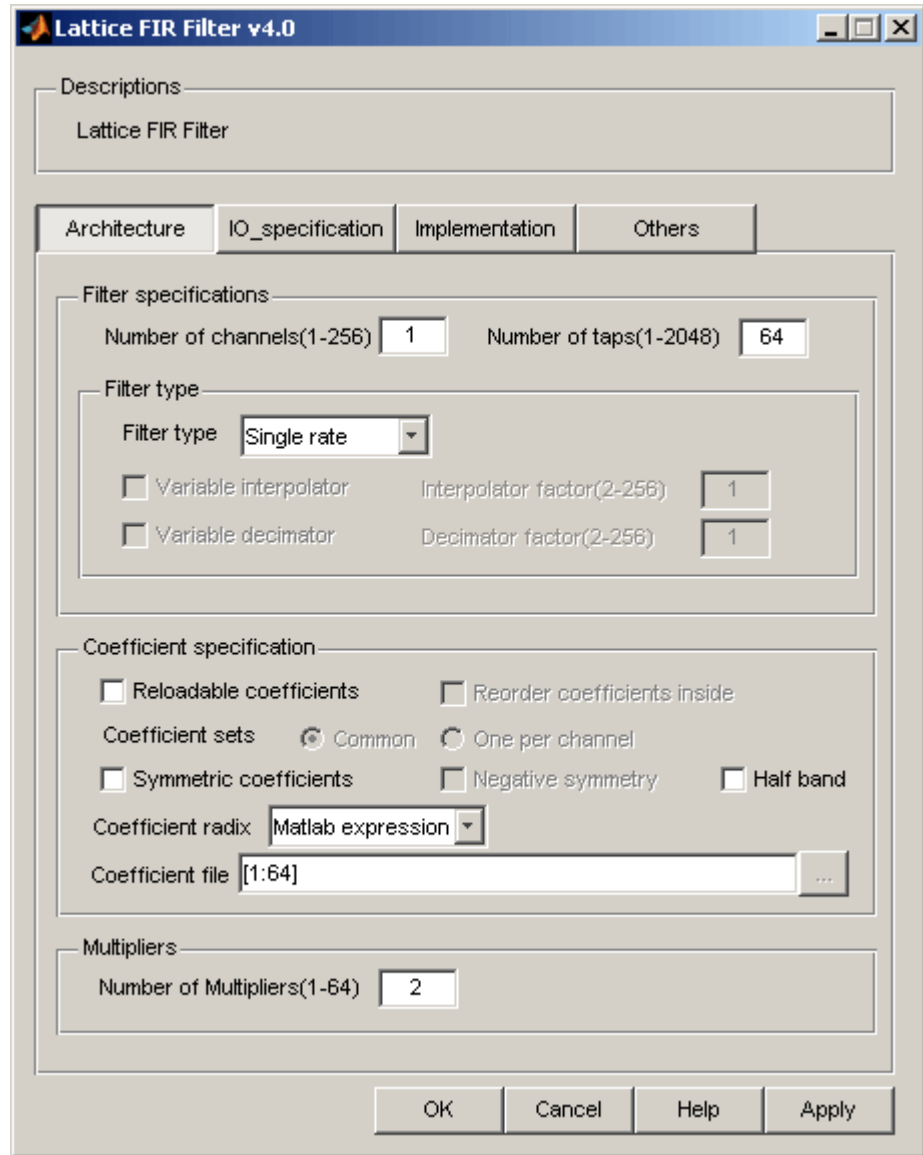 Lattice FIR Filter v4.0
Descriptions
Lattice FIR Filter
Architecture IO_specification Implementation Others
Filter specifications
Number of channels(1-256) 1 Number of taps(1-2048) 64
Filter type
Filter type Single rate
Variable interpolator Interpolator factor(2-256) 1
Variable decimator Decimator factor(2-256) 1
Coefficient specification
Reloadable coefficients Reorder coefficients inside
Coefficient sets Common One per channel
Symmetric coefficients Negative symmetry Half band
Coefficient radix Matlab expression
Coefficient file [1:64] ...
Multipliers
Number of Multipliers(1-64) 2
OK Cancel Help Apply